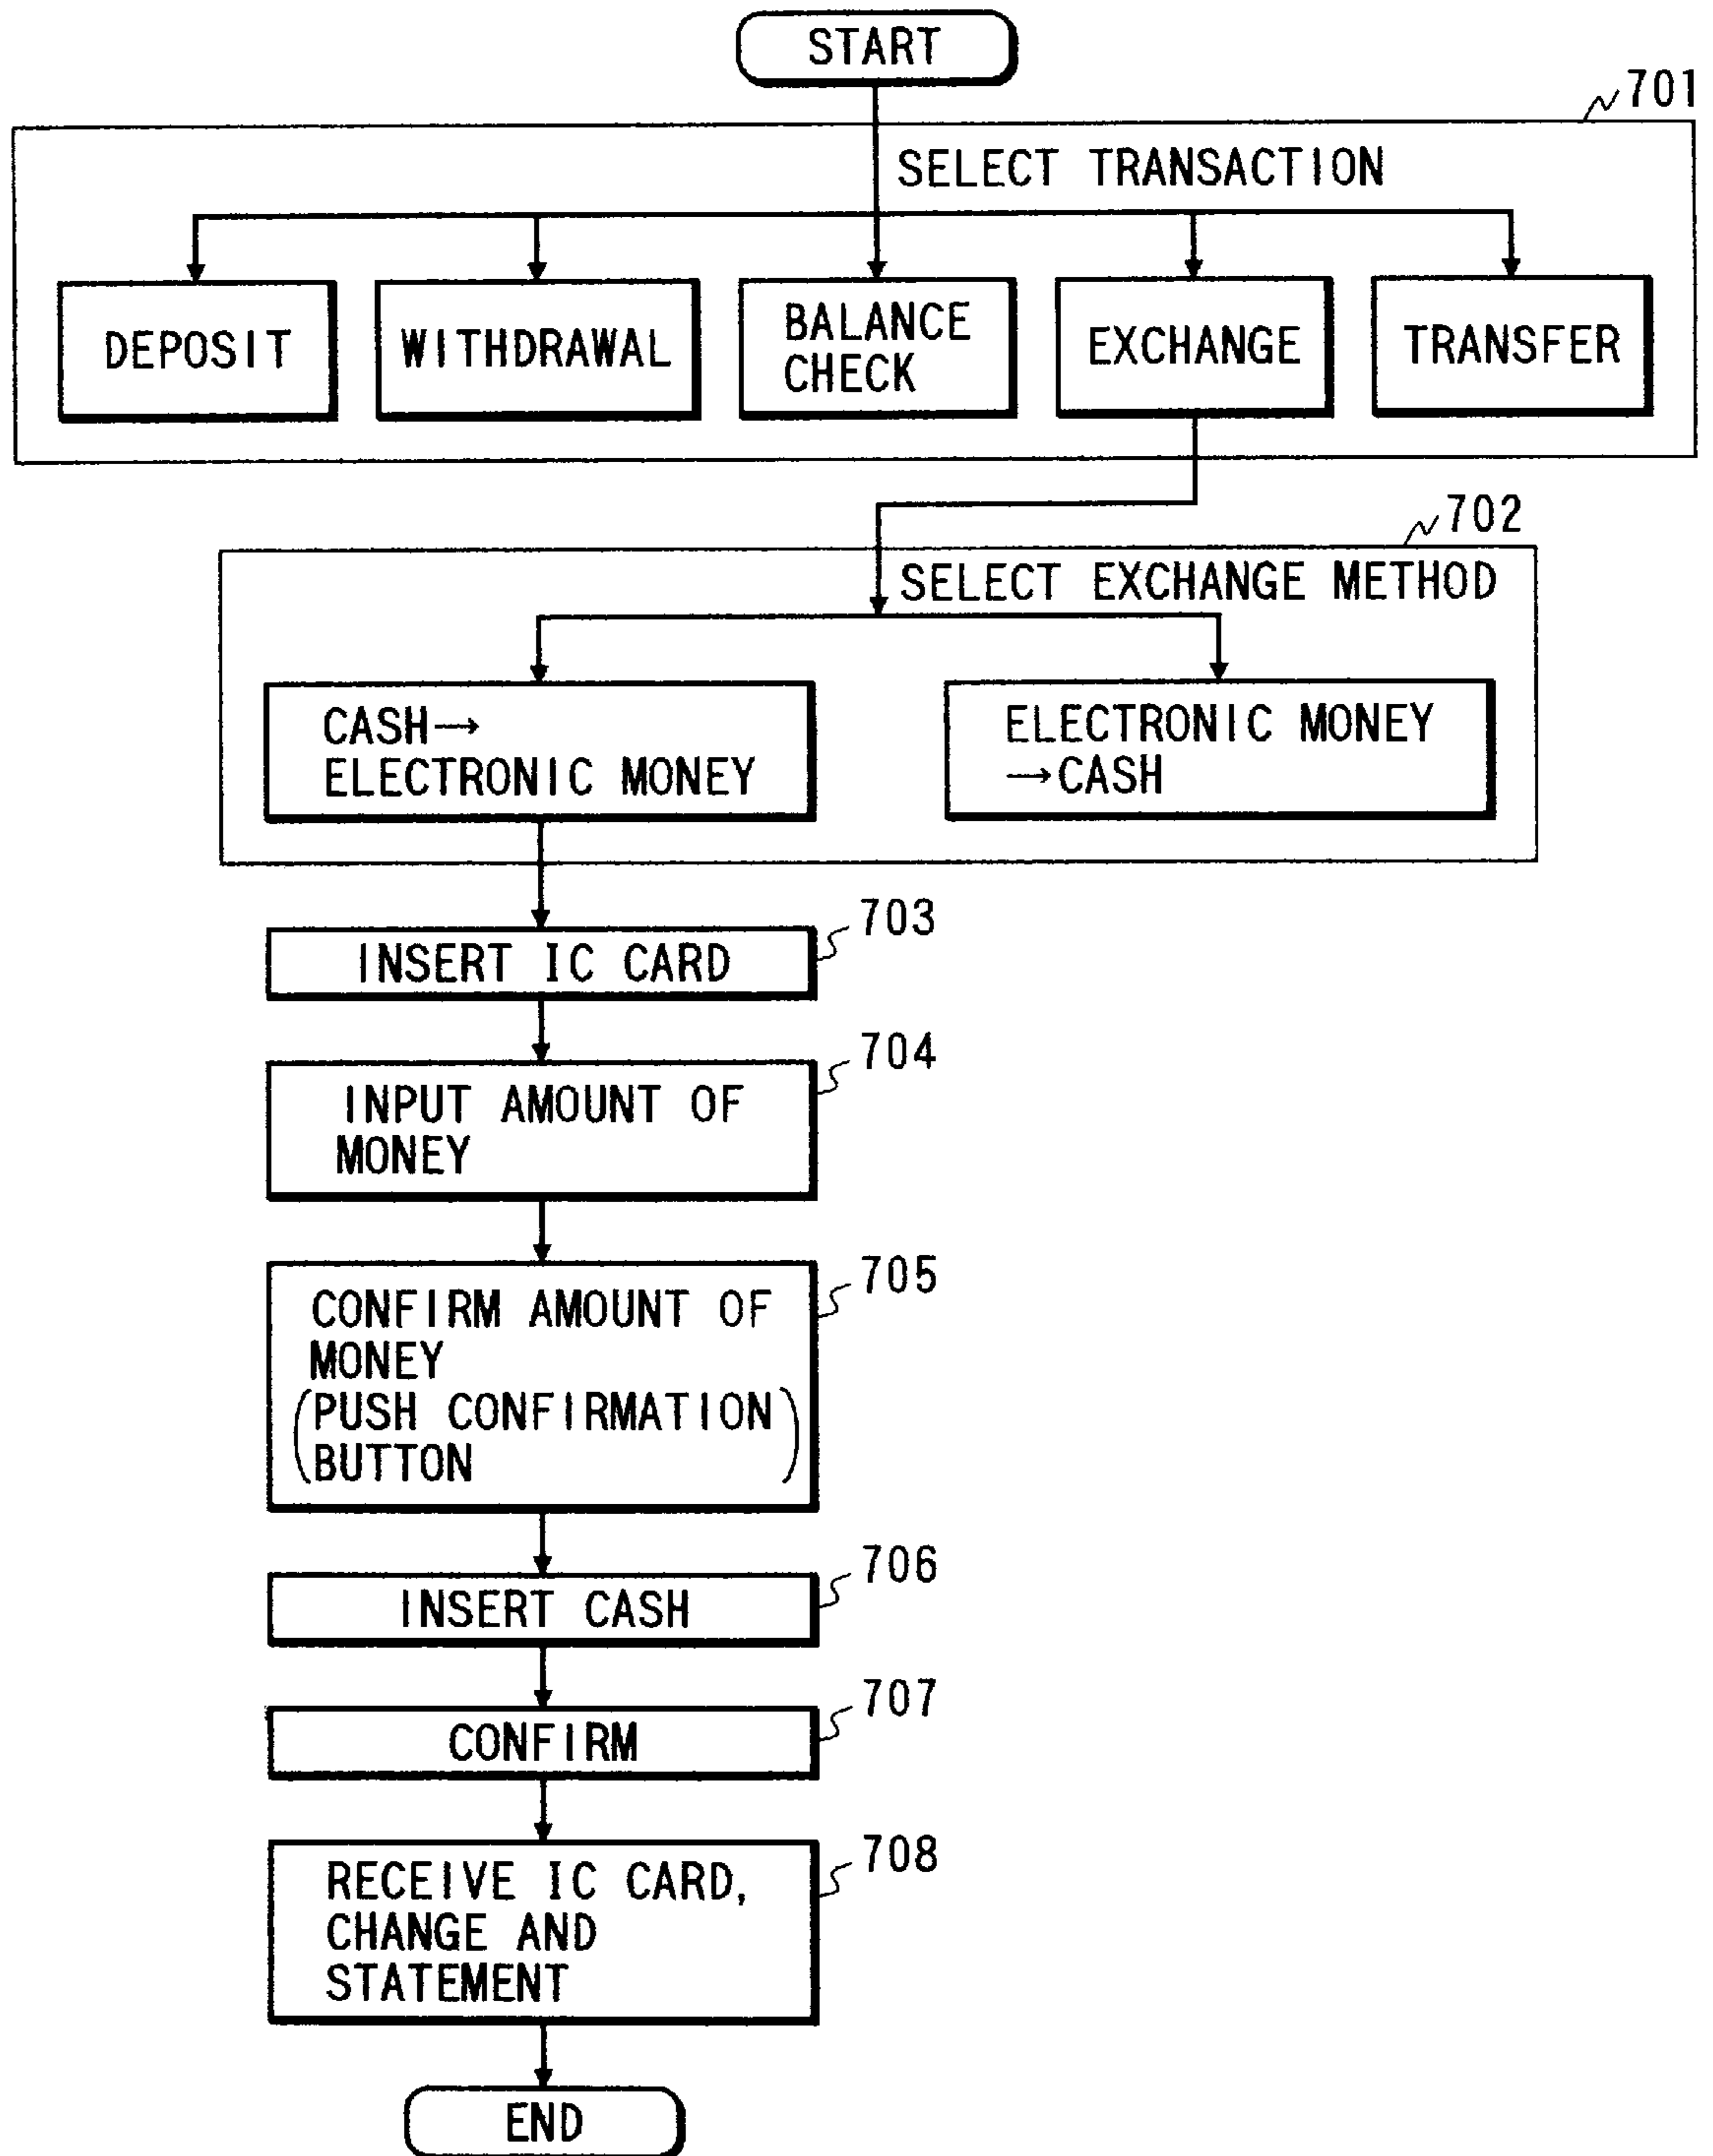 START
701
SELECT TRANSACTION
DEPOSIT
WITHDRAWAL
BALANCE
CHECK
EXCHANGE
TRANSFER
702
SELECT EXCHANGE METHOD
CASH→
ELECTRONIC MONEY
ELECTRONIC MONEY
→CASH
703
INSERT IC CARD
704
INPUT AMOUNT OF
MONEY
705
CONFIRM AMOUNT OF
MONEY
(PUSH CONFIRMATION
BUTTON)
706
INSERT CASH
707
CONFIRM
708
RECEIVE IC CARD,
CHANGE AND
STATEMENT
END